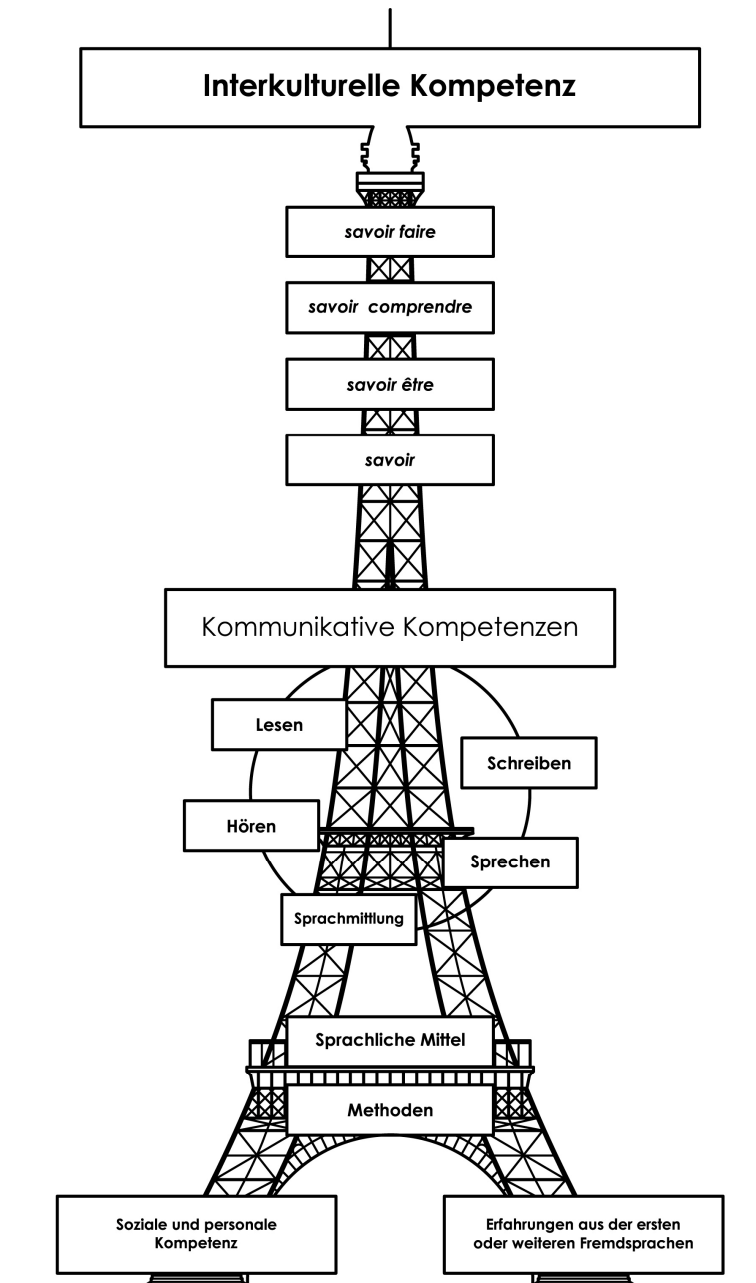 Interkulturelle Kompetenz
savoir faire
savoir comprendre
savoir être
savoir
Kommunikative Kompetenzen
Lesen
Schreiben
Hören
Sprechen
Sprachmittlung
Sprachliche Mittel
Methoden
Soziale und personale
Kompetenz
Erfahrungen aus der ersten
oder weiteren Fremdsprachen